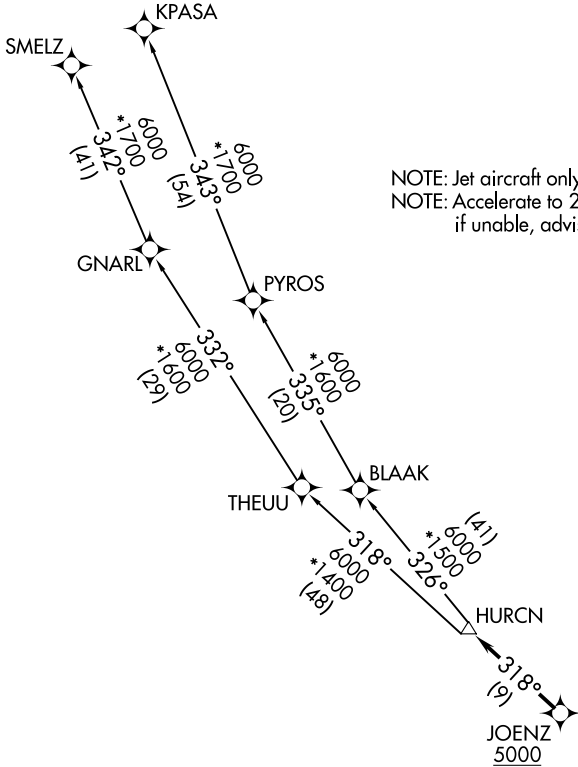 KPASA
SMELZ
6000
*1700
342°
(41)
6000
*1700
343°
(54)
NOTE: Jet aircraft only
NOTE: Accelerate to 2
if unable, advis
GNARL
PYROS
332°
6000
*1600
(29)
6000
*1600
335°
(20)
BLAAK
THEUU
(41)
6000
*1500
326°
318°
6000
*1400
(48)
HURCN
318°
(9)
JOENZ
5000